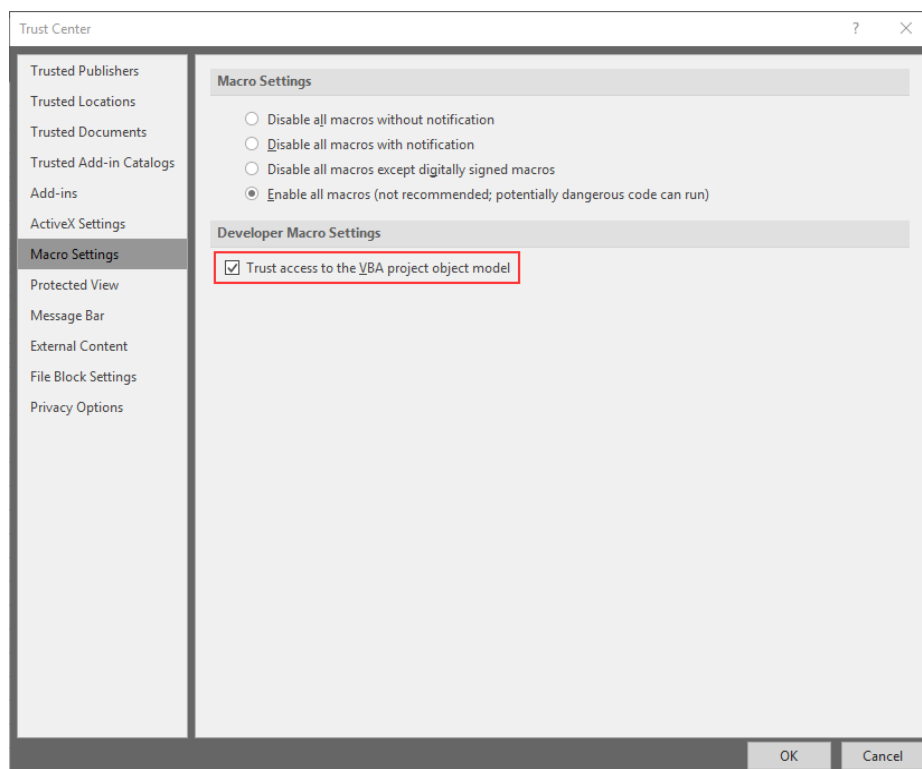 Trust Center
?
Trusted Publishers
Trusted Locations
Trusted Documents
Trusted Add-in Catalogs
Add-ins
ActiveX Settings
Macro Settings
Protected View
Message Bar
External Content
File Block Settings
Privacy Options
Macro Settings
Disable all macros without notification
Disable all macros with notification
Disable all macros except digitally signed macros
Enable all macros (not recommended; potentially dangerous code can run)
Developer Macro Settings
Trust access to the VBA project object model
OK
Cancel